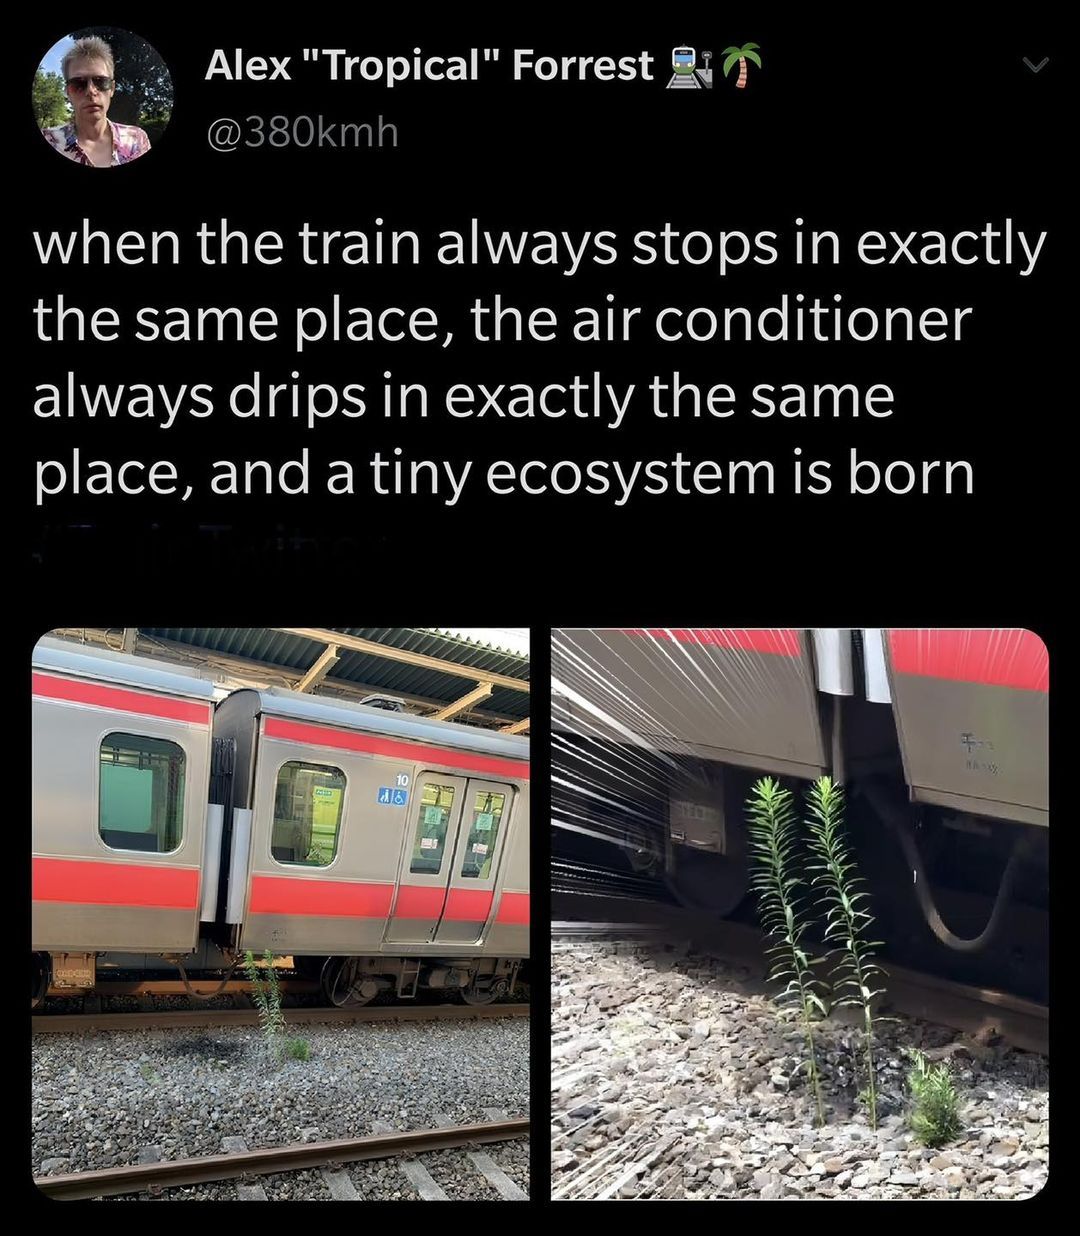 Alex "Tropical" Forrest 🚉🌴
@380kmh
when the train always stops in exactly
the same place, the air conditioner
always drips in exactly the same
place, and a tiny ecosystem is born
10